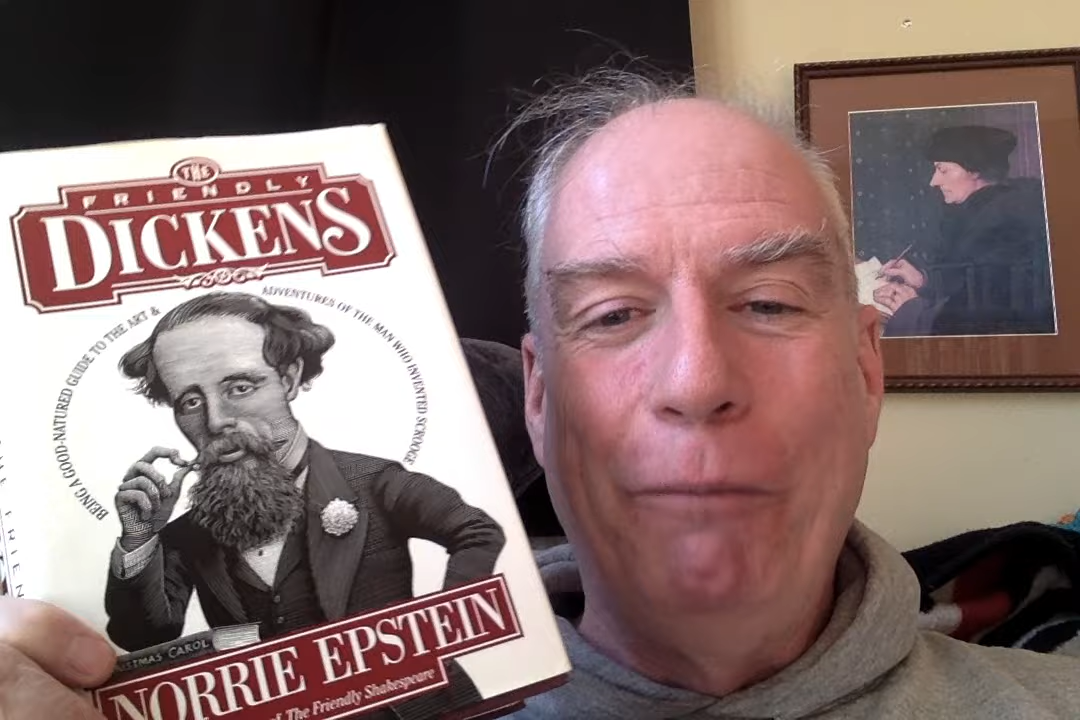 THE
FRIENDLY
DICKENS
BEING A GOOD-NATURED GUIDE TO THE ART &
ADVENTURES OF THE MAN WHO INVENTED SCROOGE
CAROL
NORRIE EPSTEIN
The Friendly Shakespeare